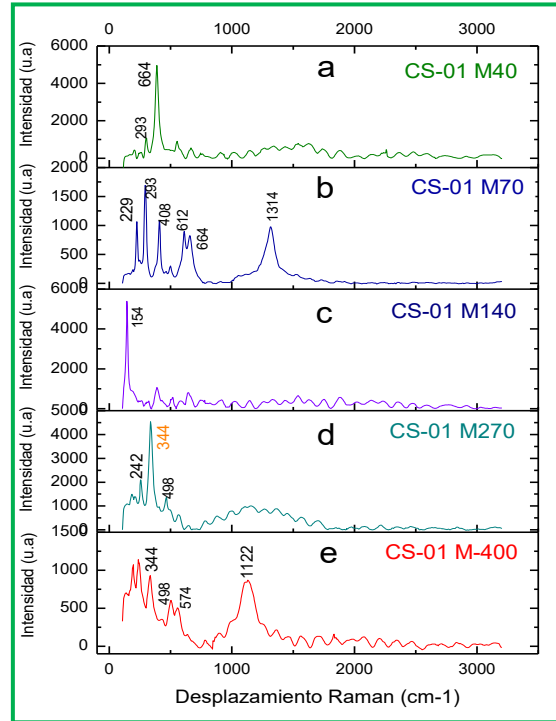 6000
4000
2000
0
Intensidad (u.a)
664
293
a
CS-01 M40
2000
1500
1000
500
0
Intensidad (u.a)
229
293
408
612
664
1314
b
CS-01 M70
6000
4000
2000
0
Intensidad (u.a)
154
c
CS-01 M140
5000
4000
3000
2000
1000
0
Intensidad (u.a)
242
344
498
d
CS-01 M270
1500
1000
500
0
Intensidad (u.a)
344
498
574
1122
e
CS-01 M-400
0 1000 2000 3000
Desplazamiento Raman (cm-1)